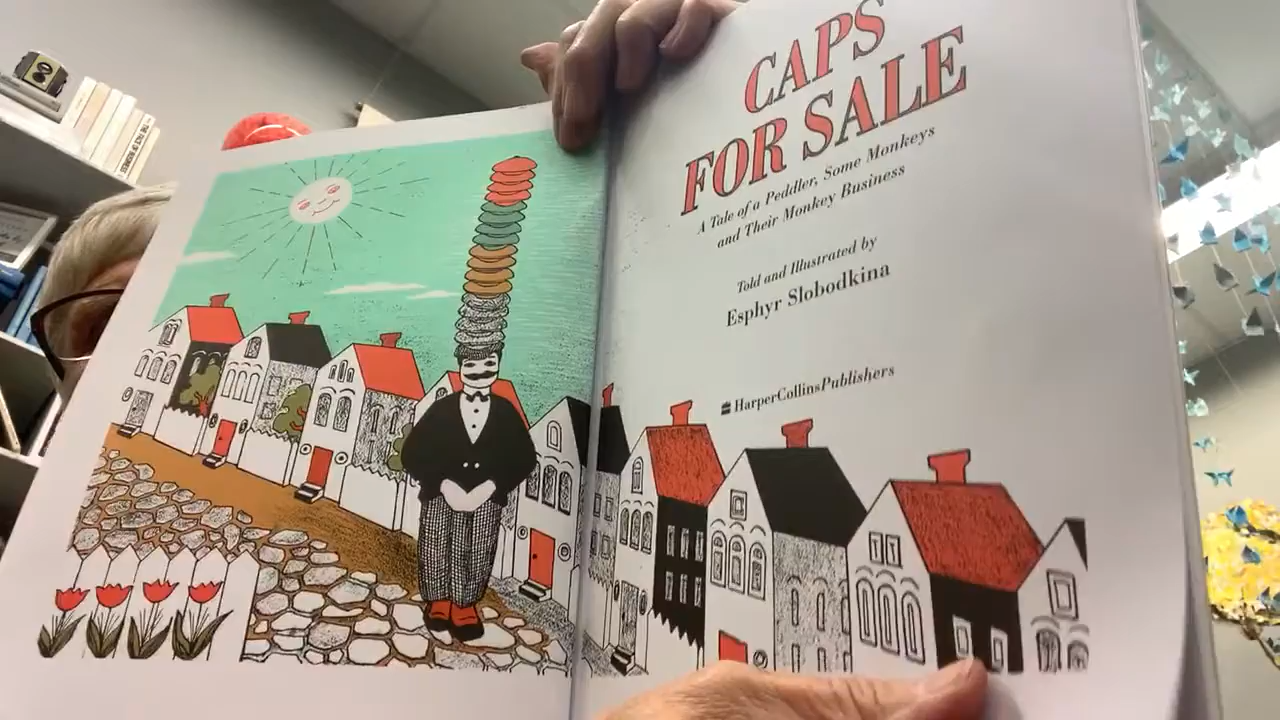 CAPS
FOR SALE
A Tale of a Peddler, Some Monkeys
and Their Monkey Business
Told and Illustrated by
Esphyr Slobodkina
HarperCollinsPublishers